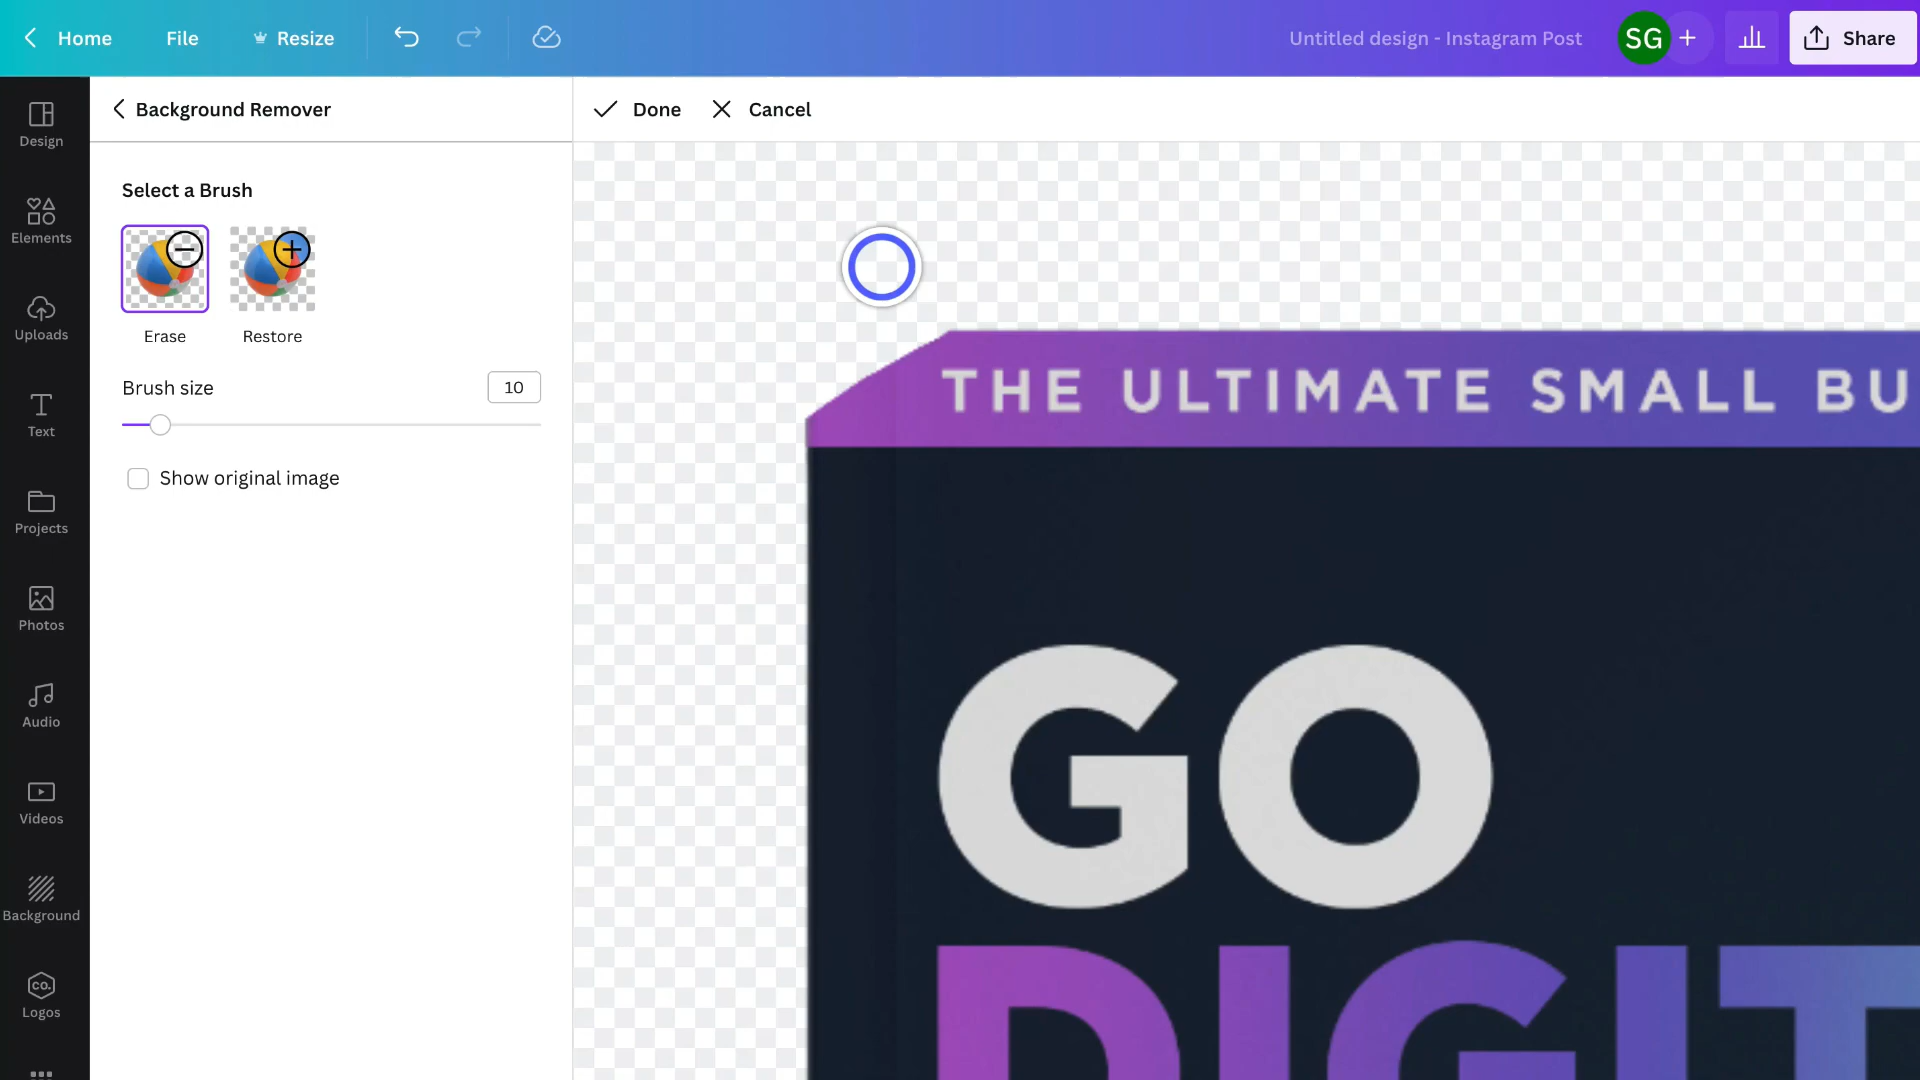 Home File Resize Untitled design - Instagram Post SG + Share
Background Remover Done Cancel
Design
Elements
Uploads
Text
Projects
Photos
Audio
Videos
Background
CO.
Logos
Select a Brush
Erase Restore
Brush size 10
Show original image
THE ULTIMATE SMALL BU
GO
DIGIT